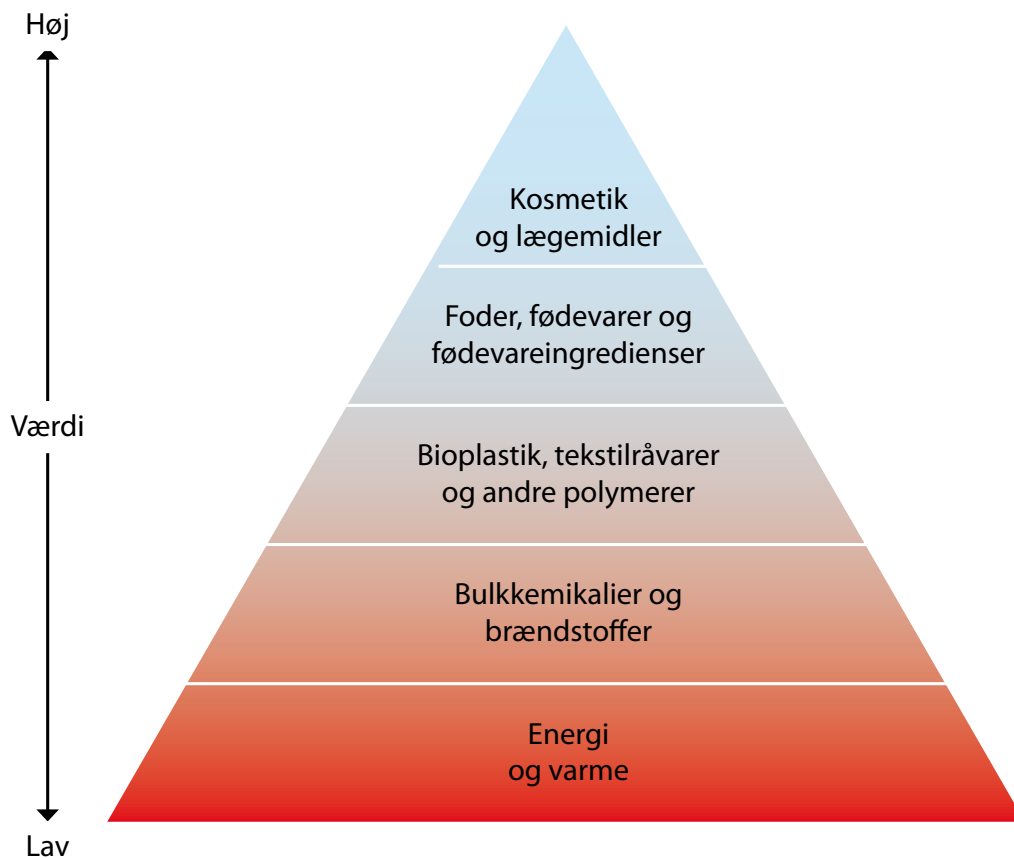 Høj
Kosmetik
og lægemidler
Foder, fødevarer og
fødevareingredienser
Værdi
Bioplastik, tekstilråvarer
og andre polymerer
Bulkkemikalier og
brændstoffer
Energi
og varme
Lav